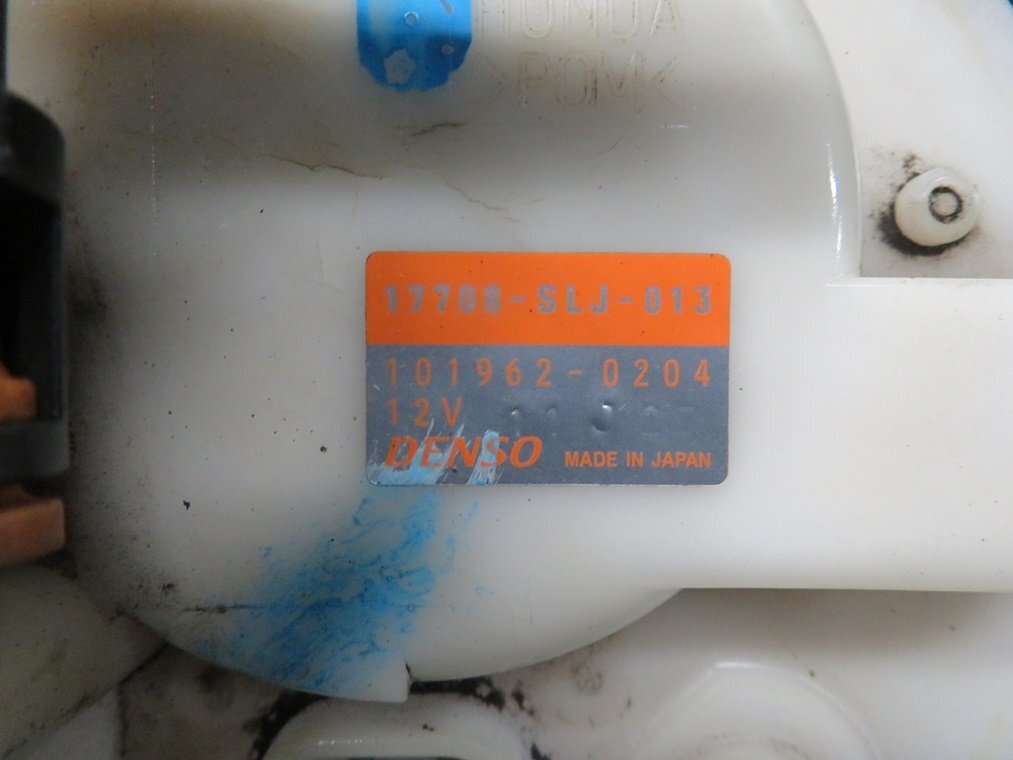 HONDA
>POM<
17708-SLJ-013
101962-0204
12V
DENSO MADE IN JAPAN